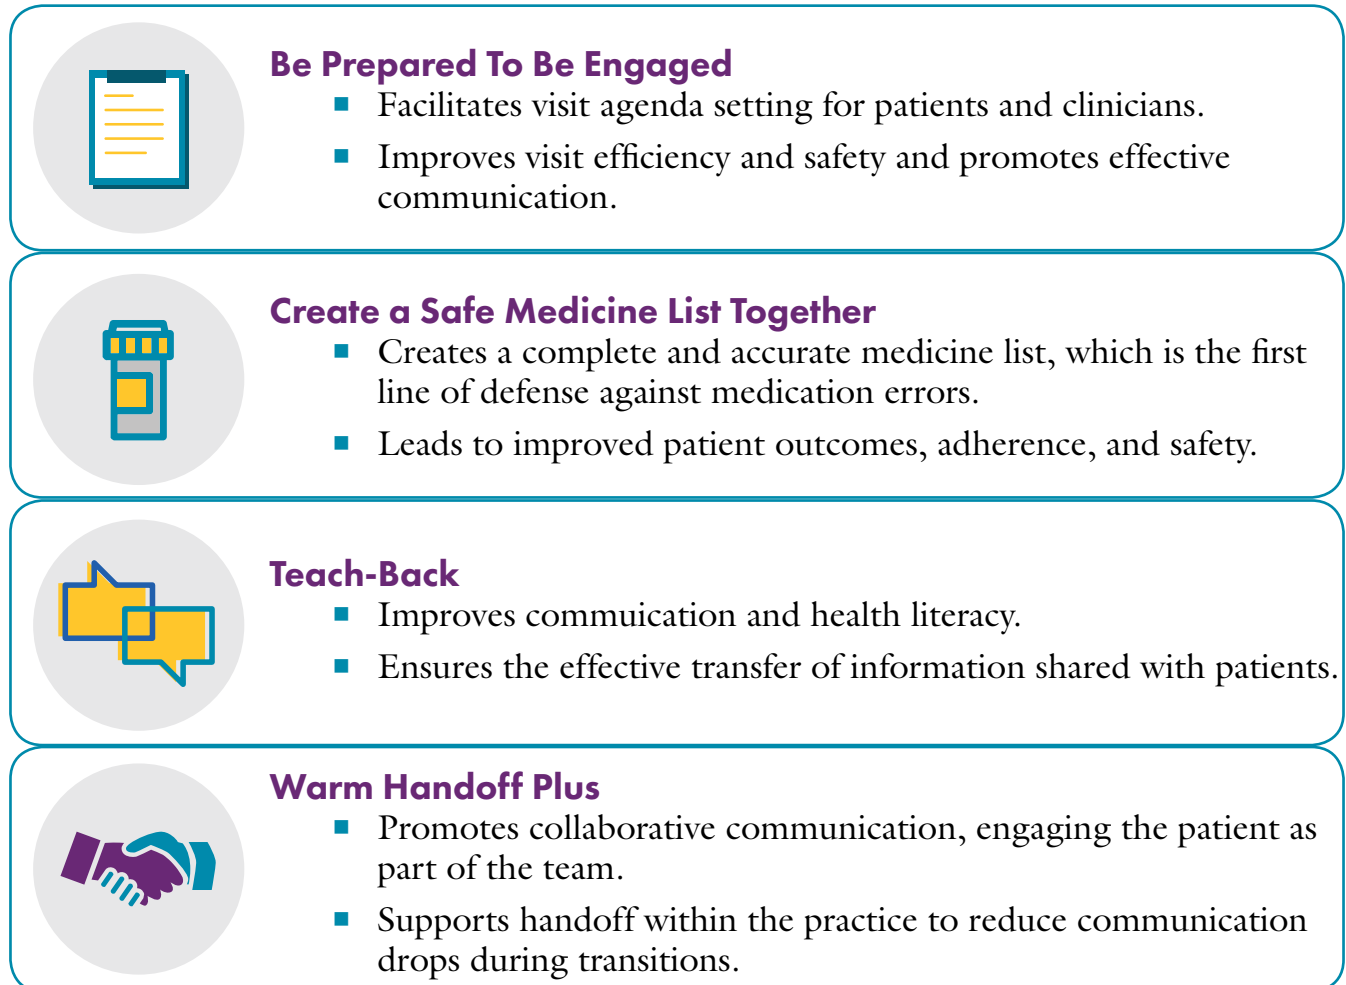 Be Prepared To Be Engaged
▪ Facilitates visit agenda setting for patients and clinicians.
▪ Improves visit efficiency and safety and promotes effective
communication.
Create a Safe Medicine List Together
▪ Creates a complete and accurate medicine list, which is the first
line of defense against medication errors.
▪ Leads to improved patient outcomes, adherence, and safety.
Teach-Back
▪ Improves commuication and health literacy.
▪ Ensures the effective transfer of information shared with patients.
Warm Handoff Plus
▪ Promotes collaborative communication, engaging the patient as
part of the team.
▪ Supports handoff within the practice to reduce communication
drops during transitions.